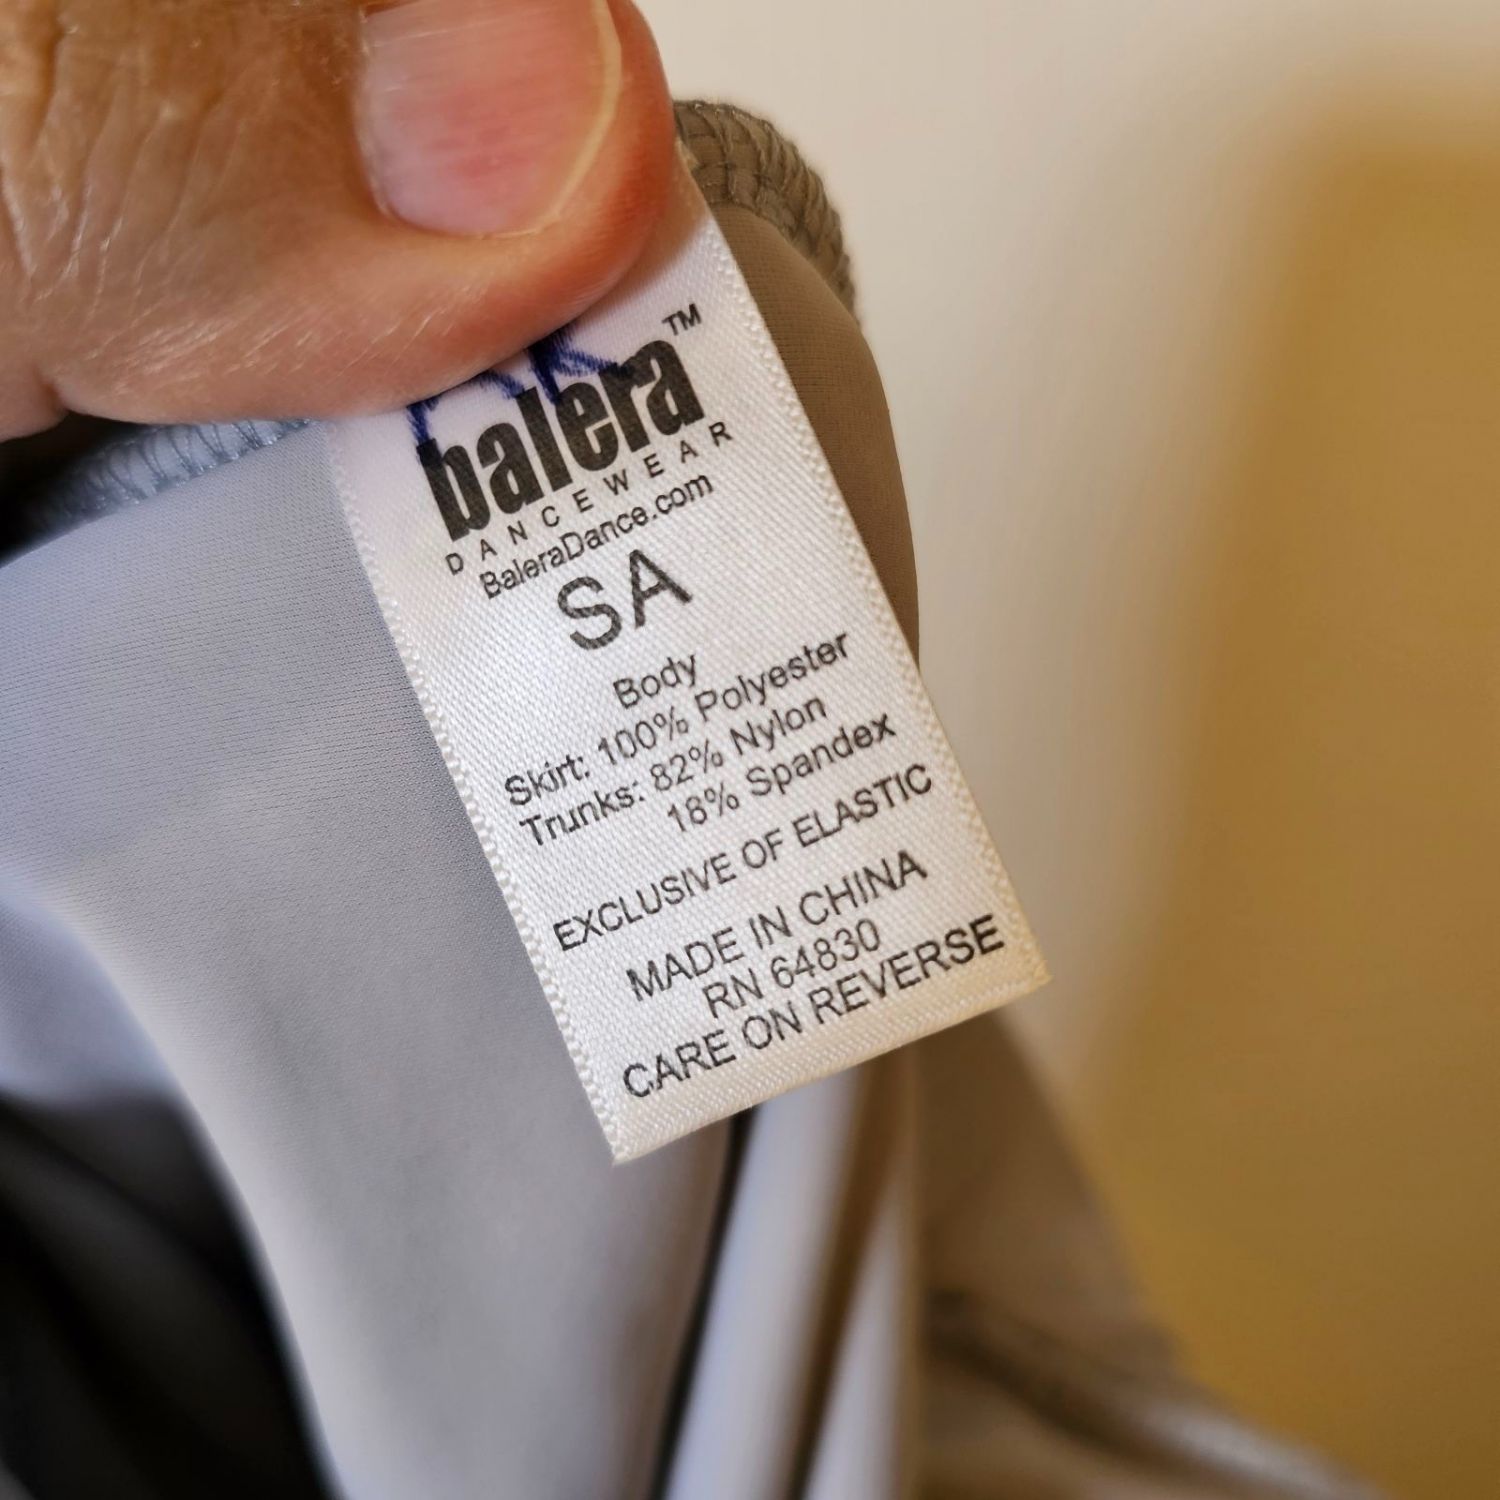 balera™
DANCEWEAR
BaleraDance.com
SA
Body
Skirt: 100% Polyester
Trunks: 82% Nylon
18% Spandex
EXCLUSIVE OF ELASTIC
MADE IN CHINA
RN 64830
CARE ON REVERSE